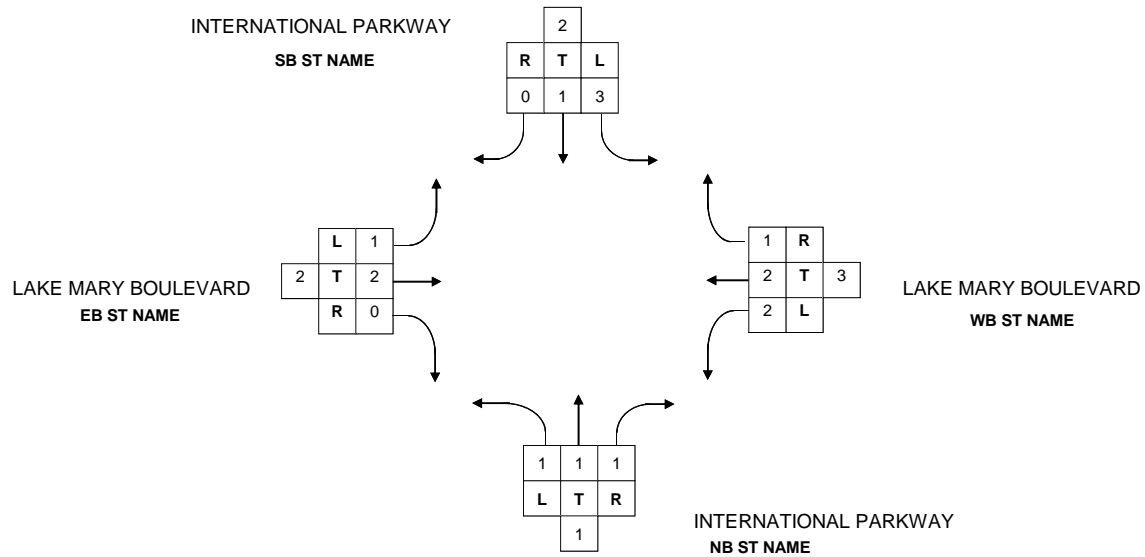 INTERNATIONAL PARKWAY
SB ST NAME
2
R T L
0 1 3
L 1
2 T 2
R 0
LAKE MARY BOULEVARD
EB ST NAME
1 R
2 T 3
2 L
LAKE MARY BOULEVARD
WB ST NAME
1 1 1
L T R
1
INTERNATIONAL PARKWAY
NB ST NAME